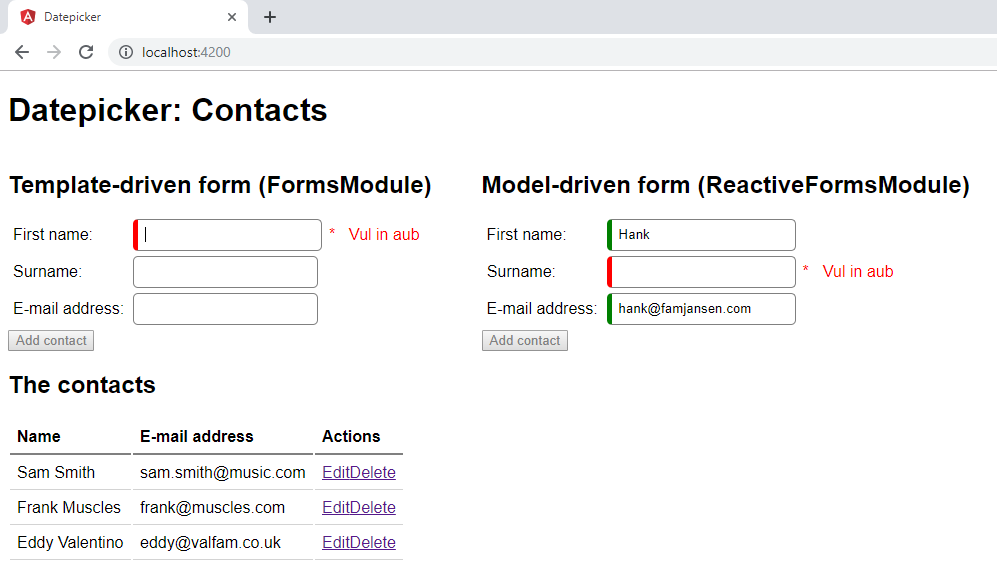 Datepicker
localhost:4200
Datepicker: Contacts
Template-driven form (FormsModule)
First name: * Vul in aub
Surname:
E-mail address:
Add contact
Model-driven form (ReactiveFormsModule)
First name: Hank
Surname: * Vul in aub
E-mail address: hank@famjansen.com
Add contact
The contacts
Name E-mail address Actions
Sam Smith sam.smith@music.com EditDelete
Frank Muscles frank@muscles.com EditDelete
Eddy Valentino eddy@valfam.co.uk EditDelete